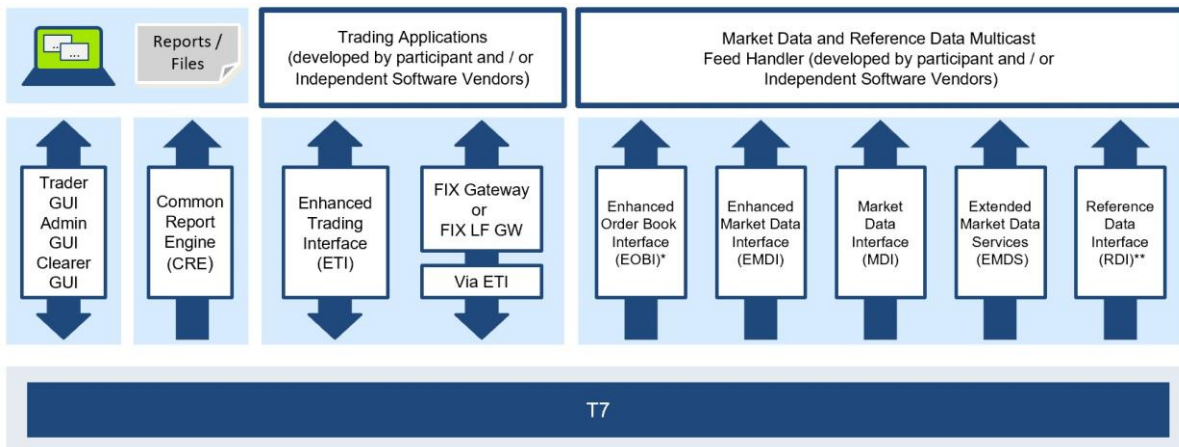 ...
...
Reports /
Files
Trading Applications
(developed by participant and / or
Independent Software Vendors)
Market Data and Reference Data Multicast
Feed Handler (developed by participant and / or
Independent Software Vendors)
Trader
GUI
Admin
GUI
Clearer
GUI
Common
Report
Engine
(CRE)
Enhanced
Trading
Interface
(ETI)
FIX Gateway
or
FIX LF GW
Via ETI
Enhanced
Order Book
Interface
(EOBI)*
Enhanced
Market Data
Interface
(EMDI)
Market
Data
Interface
(MDI)
Extended
Market Data
Services
(EMDS)
Reference
Data
Interface
(RDI)**
T7